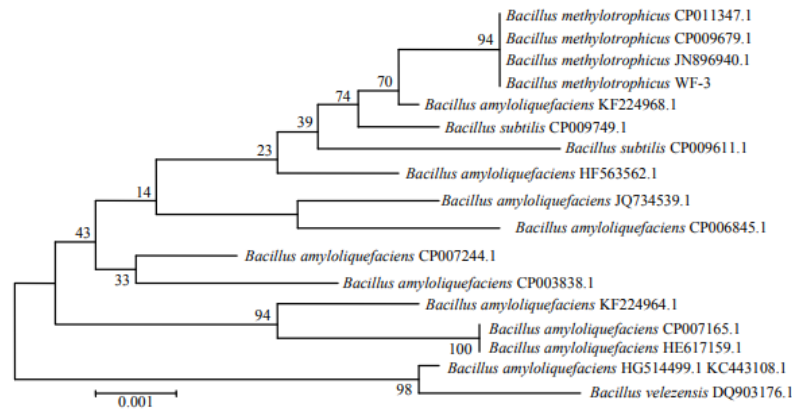 Bacillus methylotrophicus CP011347.1
94
Bacillus methylotrophicus CP009679.1
Bacillus methylotrophicus JN896940.1
Bacillus methylotrophicus WF-3
70
74
Bacillus amyloliquefaciens KF224968.1
39
Bacillus subtilis CP009749.1
23
Bacillus subtilis CP009611.1
Bacillus amyloliquefaciens HF563562.1
14
Bacillus amyloliquefaciens JQ734539.1
Bacillus amyloliquefaciens CP006845.1
43
Bacillus amyloliquefaciens CP007244.1
33
Bacillus amyloliquefaciens CP003838.1
Bacillus amyloliquefaciens KF224964.1
94
Bacillus amyloliquefaciens CP007165.1
100
Bacillus amyloliquefaciens HE617159.1
Bacillus amyloliquefaciens HG514499.1 KC443108.1
98
Bacillus velezensis DQ903176.1
0.001